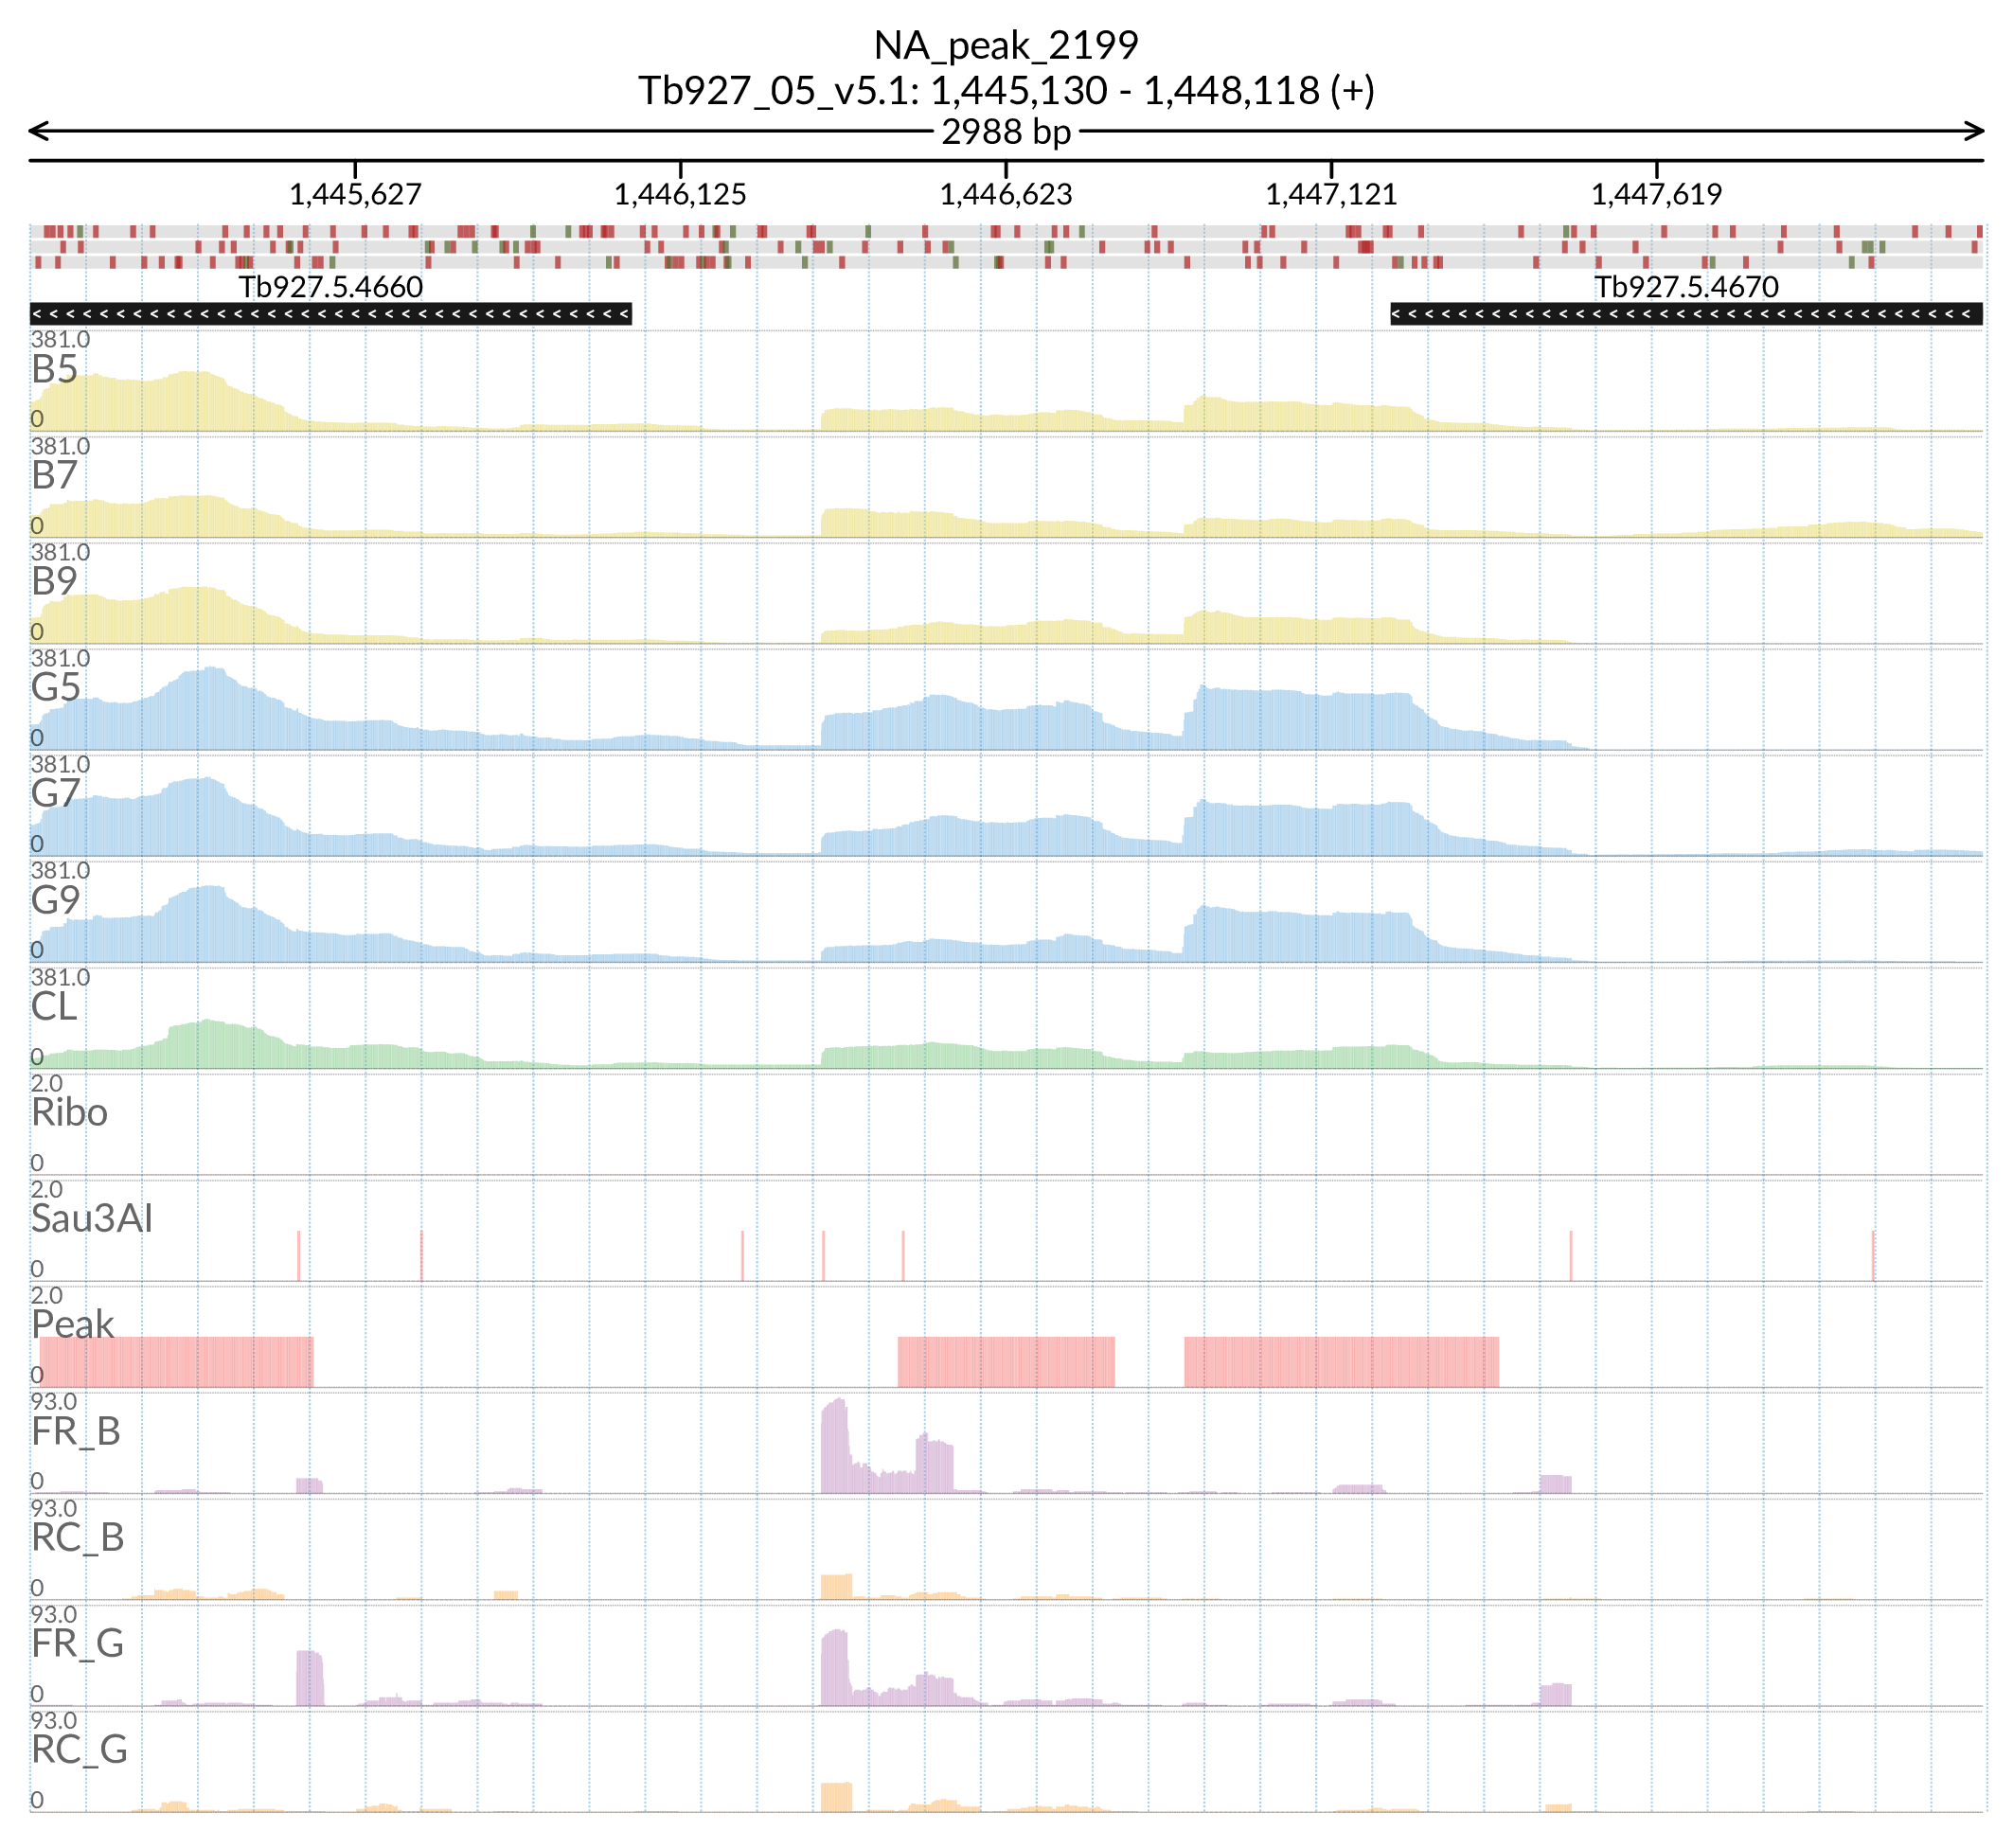 NA_peak_2199
Tb927_05_v5.1: 1,445,130 - 1,448,118 (+)
2988 bp
1,445,627 1,446,125 1,446,623 1,447,121 1,447,619
Tb927.5.4660 Tb927.5.4670
381.0
B5
0
381.0
B7
0
381.0
B9
0
381.0
G5
0
381.0
G7
0
381.0
G9
0
381.0
CL
0
2.0
Ribo
0
2.0
Sau3AI
0
2.0
Peak
0
93.0
FR_B
0
93.0
RC_B
0
93.0
FR_G
0
93.0
RC_G
0